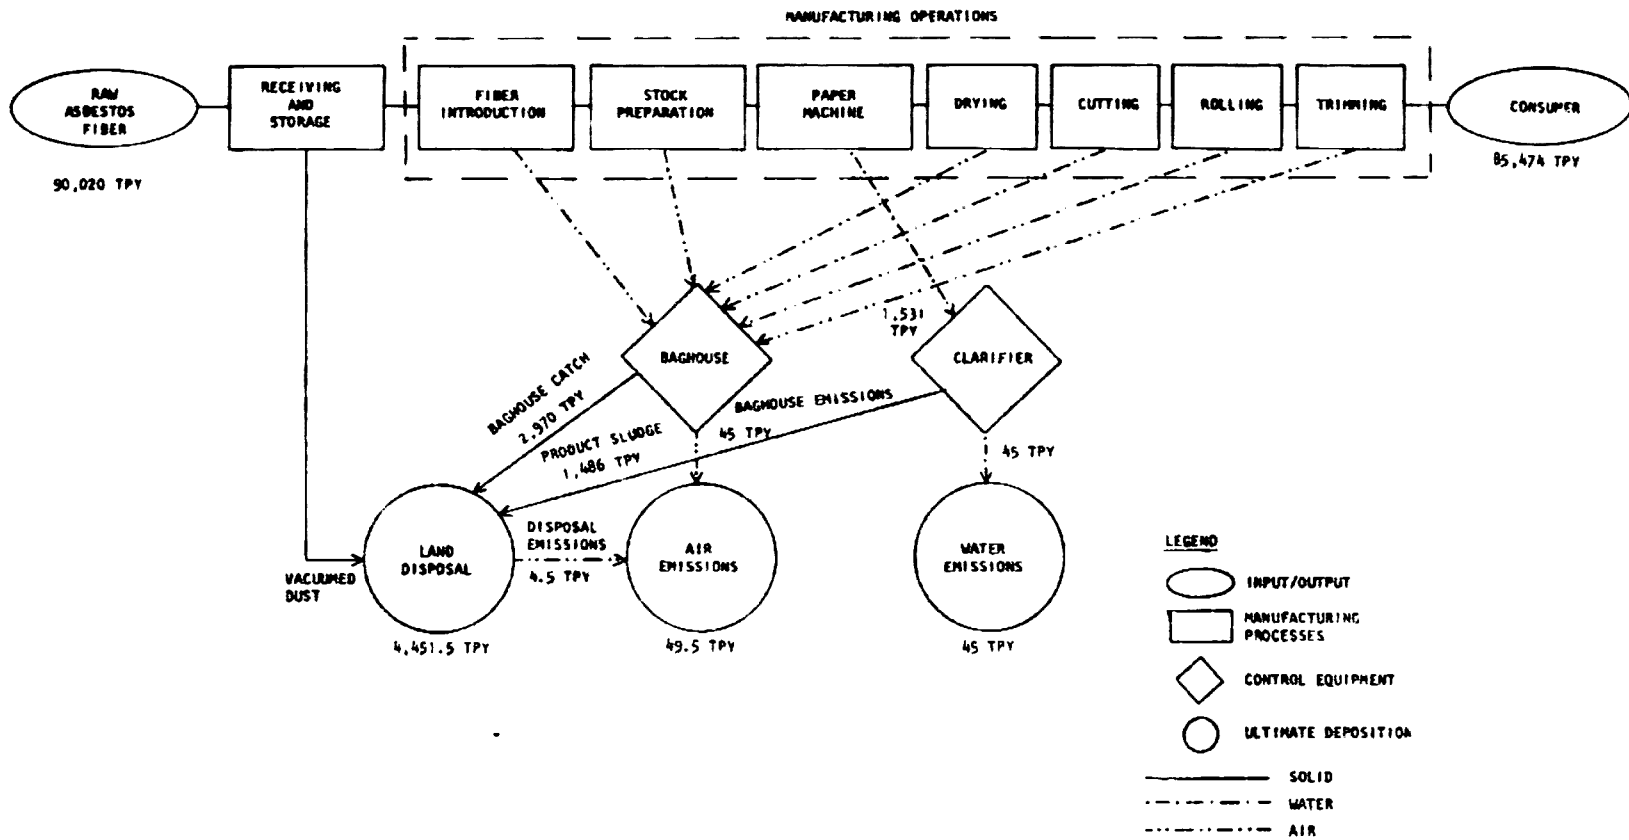 MANUFACTURING OPERATIONS
RAW
ASBESTOS
FIBER
90,020 TPY
RECEIVING
AND
STORAGE
FIBER
INTRODUCTION
STOCK
PREPARATION
PAPER
MACHINE
DRYING
CUTTING
ROLLING
TRIMMING
CONSUMER
85,474 TPY
BAGHOUSE
1,531
TPY
CLARIFIER
BAGHOUSE CATCH
2,970 TPY
PRODUCT SLUDGE
1,486 TPY
BAGHOUSE EMISSIONS
45 TPY
45 TPY
VACUUMED
DUST
LAND
DISPOSAL
4,451.5 TPY
DISPOSAL
EMISSIONS
4.5 TPY
AIR
EMISSIONS
49.5 TPY
WATER
EMISSIONS
45 TPY
LEGEND
INPUT/OUTPUT
MANUFACTURING
PROCESSES
CONTROL EQUIPMENT
ULTIMATE DEPOSITION
SOLID
WATER
AIR